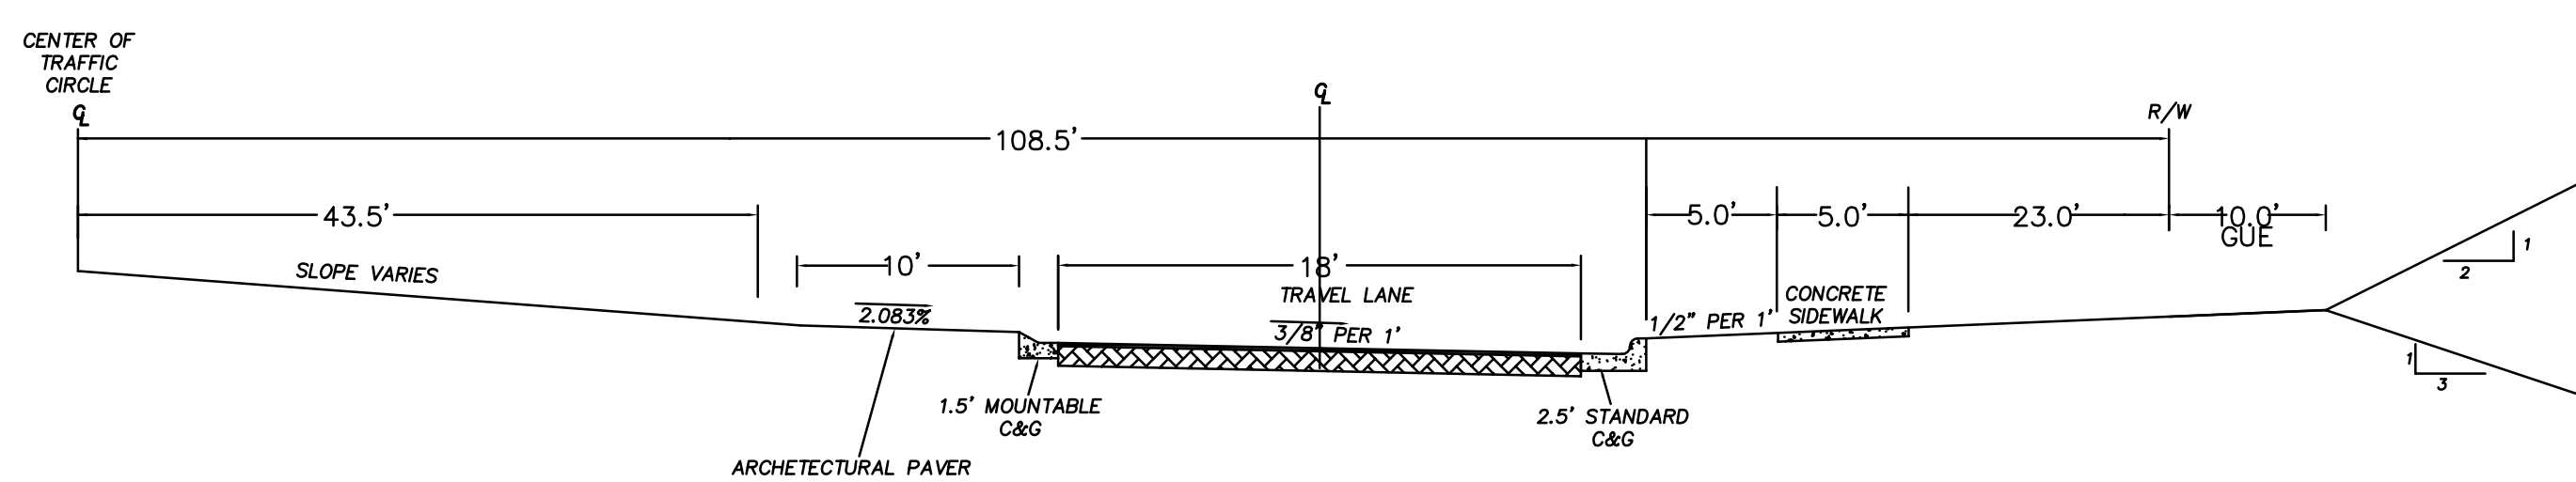 CENTER OF
TRAFFIC
CIRCLE
℄
℄
R/W
108.5'
43.5'
5.0'
5.0'
23.0'
10.0'
GUE
10'
18'
SLOPE VARIES
TRAVEL LANE
CONCRETE
SIDEWALK
2.083%
3/8" PER 1'
1/2" PER 1'
1
2
1
3
1.5' MOUNTABLE
C&G
2.5' STANDARD
C&G
ARCHETECTURAL PAVER